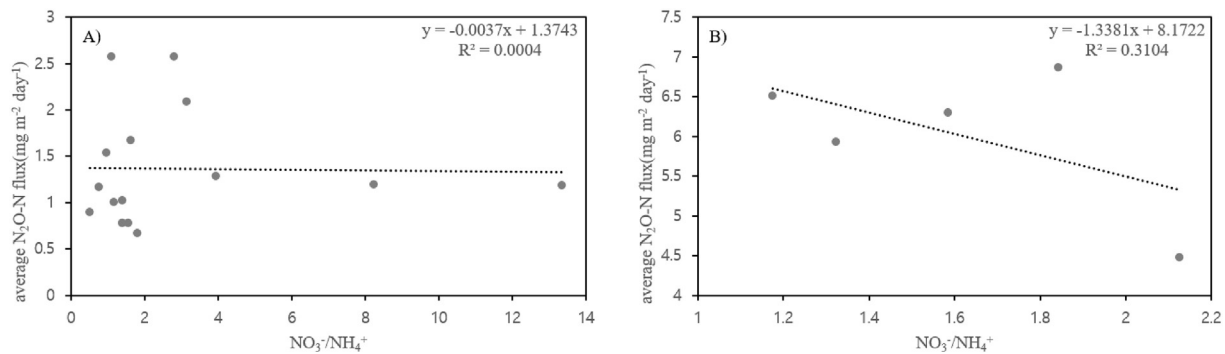 A)
y = -0.0037x + 1.3743
R² = 0.0004
average N₂O-N flux(mg m⁻² day⁻¹)
3
2.5
2
1.5
1
0.5
0
0 2 4 6 8 10 12 14
NO₃⁻/NH₄⁺
B)
y = -1.3381x + 8.1722
R² = 0.3104
average N₂O-N flux(mg m⁻² day⁻¹)
7.5
7
6.5
6
5.5
5
4.5
4
1 1.2 1.4 1.6 1.8 2 2.2
NO₃⁻/NH₄⁺